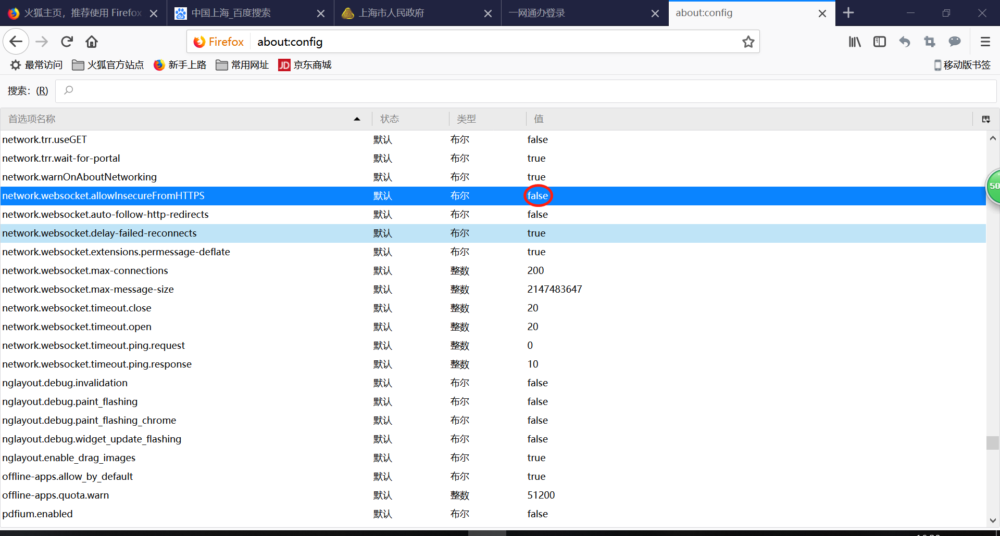 火狐主页，推荐使用 Firefox
中国上海_百度搜索
上海市人民政府
一网通办登录
about:config
Firefox about:config
最常访问 火狐官方站点 新手上路 常用网址 JD 京东商城 移动版书签
搜索：(R)
首选项名称 状态 类型 值
network.trr.useGET 默认 布尔 false
network.trr.wait-for-portal 默认 布尔 true
network.warnOnAboutNetworking 默认 布尔 true
network.websocket.allowInsecureFromHTTPS 默认 布尔 false
50
network.websocket.auto-follow-http-redirects 默认 布尔 false
network.websocket.delay-failed-reconnects 默认 布尔 true
network.websocket.extensions.permessage-deflate 默认 布尔 true
network.websocket.max-connections 默认 整数 200
network.websocket.max-message-size 默认 整数 2147483647
network.websocket.timeout.close 默认 整数 20
network.websocket.timeout.open 默认 整数 20
network.websocket.timeout.ping.request 默认 整数 0
network.websocket.timeout.ping.response 默认 整数 10
nglayout.debug.invalidation 默认 布尔 false
nglayout.debug.paint_flashing 默认 布尔 false
nglayout.debug.paint_flashing_chrome 默认 布尔 false
nglayout.debug.widget_update_flashing 默认 布尔 false
nglayout.enable_drag_images 默认 布尔 true
offline-apps.allow_by_default 默认 布尔 true
offline-apps.quota.warn 默认 整数 51200
pdfium.enabled 默认 布尔 false